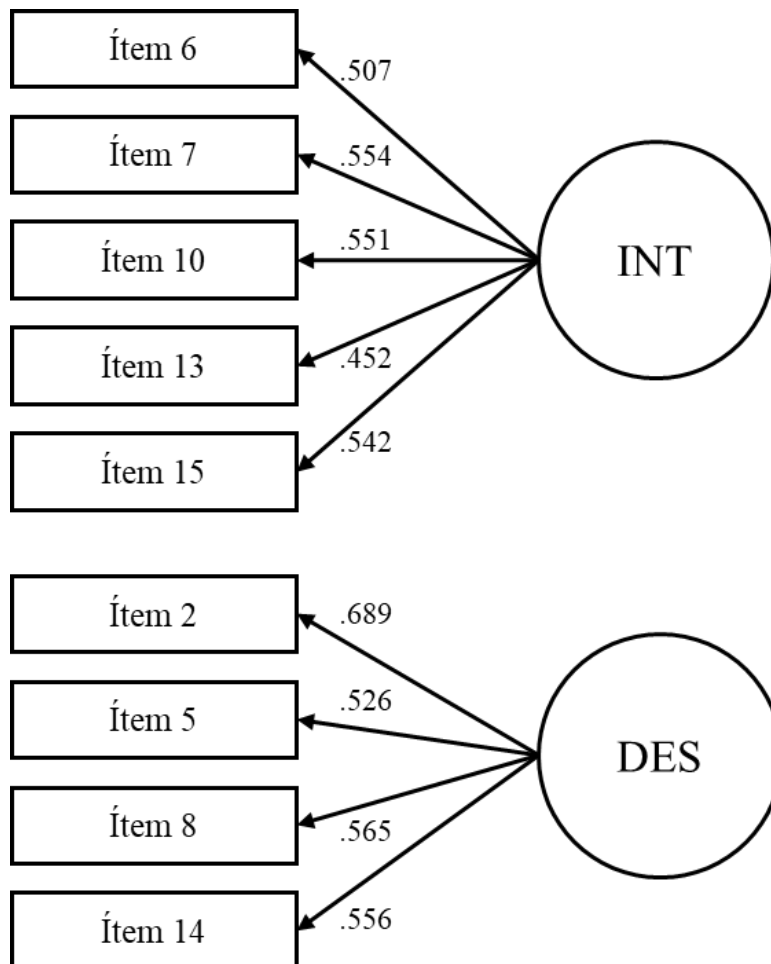 Ítem 6
.507
Ítem 7
.554
Ítem 10
.551
INT
Ítem 13
.452
Ítem 15
.542
Ítem 2
.689
Ítem 5
.526
DES
Ítem 8
.565
Ítem 14
.556